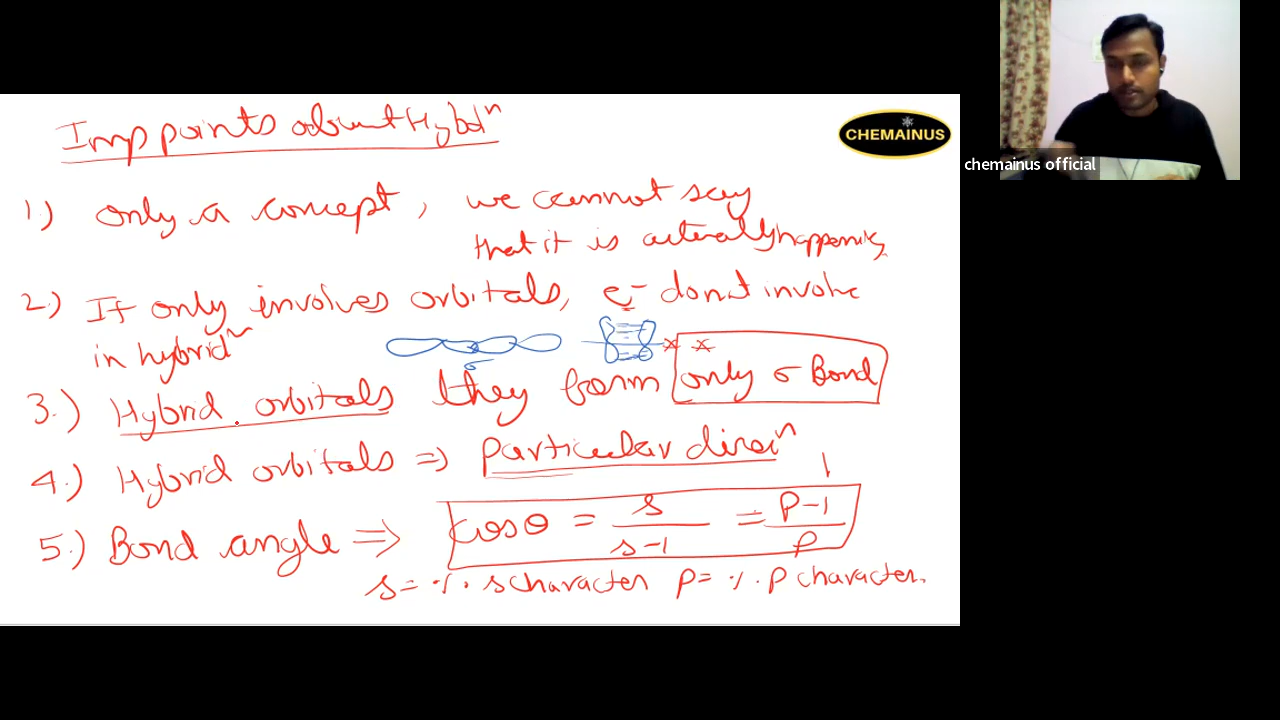 Imp points about Hybdⁿ
CHEMAINUS
chemainus official
1.) Only a concept, we cannot say
that it is actually happening
2.) It only involves orbitals, e- donot involve
in hybridⁿ
σ
× ×
3.) Hybrid orbitals they form only σ Bond
4.) Hybrid orbitals ⇒ particular direcⁿ
5.) Bond angle ⇒ cosθ = s/s-1 = p-1/p
s = %. s character p = %. p character.